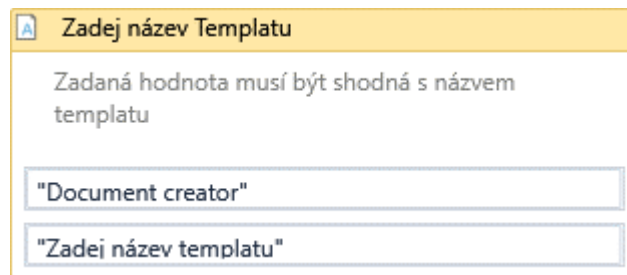 Zadej název Templatu
Zadaná hodnota musí být shodná s názvem
templatu
"Document creator"
"Zadej název templatu"